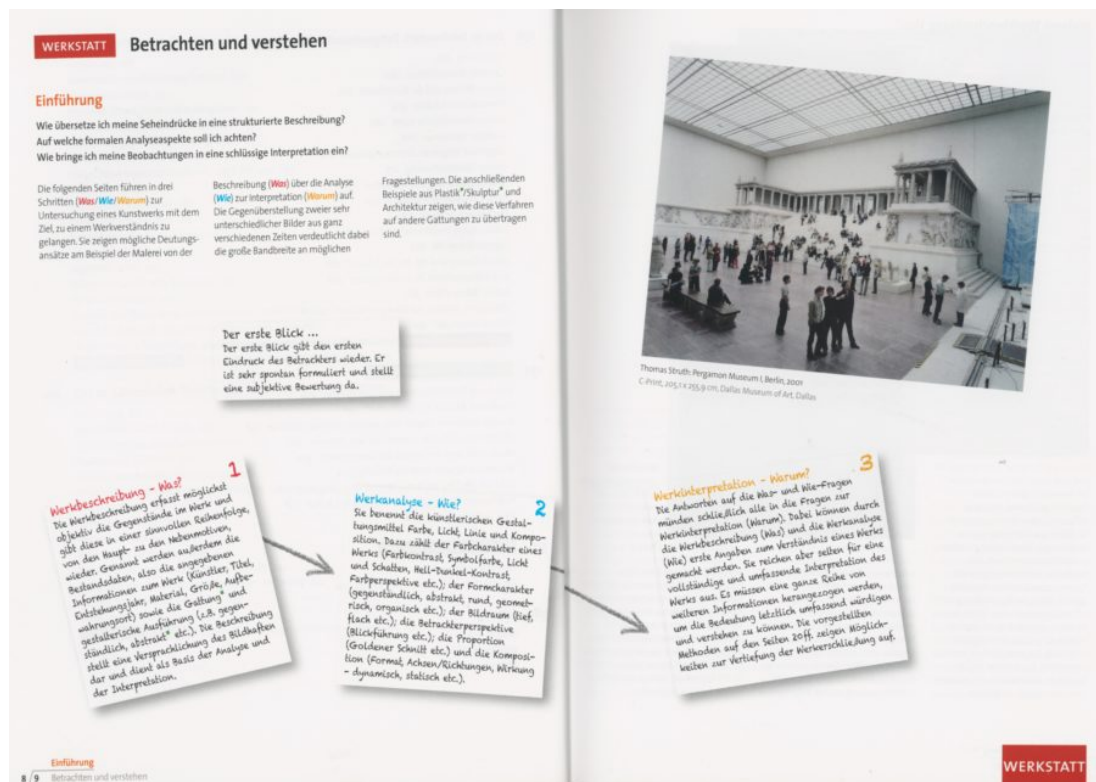 WERKSTATT Betrachten und verstehen
Einführung
Wie übersetze ich meine Seheindrücke in eine strukturierte Beschreibung?
Auf welche formalen Analyseaspekte soll ich achten?
Wie bringe ich meine Beobachtungen in eine schlüssige Interpretation ein?
Die folgenden Seiten führen in drei
Schritten (Was/Wie/Warum) zur
Untersuchung eines Kunstwerks mit dem
Ziel, zu einem Werkverständnis zu
gelangen. Sie zeigen mögliche Deutungs-
ansätze am Beispiel der Malerei von der
Beschreibung (Was) über die Analyse
(Wie) zur Interpretation (Warum) auf.
Die Gegenüberstellung zweier sehr
unterschiedlicher Bilder aus ganz
verschiedenen Zeiten verdeutlicht dabei
die große Bandbreite an möglichen
Fragestellungen. Die anschließenden
Beispiele aus Plastik*/Skulptur* und
Architektur zeigen, wie diese Verfahren
auf andere Gattungen zu übertragen
sind.
Der erste Blick ...
Der erste Blick gibt den ersten
Eindruck des Betrachters wieder. Er
ist sehr spontan formuliert und stellt
eine subjektive Bewertung da.
1
Werkbeschreibung - Was?
Die Werkbeschreibung erfasst möglichst
objektiv die Gegenstände im Werk und
gibt diese in einer sinnvollen Reihenfolge,
von den Haupt- zu den Nebenmotiven,
wieder. Genannt werden außerdem die
Bestandsdaten, also die angegebenen
Informationen zum Werk (Künstler, Titel,
Entstehungsjahr, Material, Größe, Aufbe-
wahrungsort) sowie die Gattung* und
gestalterische Ausführung (z.B. gegen-
ständlich, abstrakt* etc.). Die Beschreibung
stellt eine Versprachlichung des Bildhaften
dar und dient als Basis der Analyse und
der Interpretation.
2
Werkanalyse - Wie?
Sie benennt die künstlerischen Gestal-
tungsmittel Farbe, Licht, Linie und Kompo-
sition. Dazu zählt der Farbcharakter eines
Werks (Farbkontrast, Symbolfarbe, Licht
und Schatten, Hell-Dunkel-Kontrast,
Farbperspektive etc.); der Formcharakter
(gegenständlich, abstrakt, rund, geomet-
risch, organisch etc.); der Bildraum (tief,
flach etc.); die Betrachterperspektive
(Blickführung etc.); die Proportion
(Goldener Schnitt etc.) und die Komposi-
tion (Format, Achsen/Richtungen, Wirkung
- dynamisch, statisch etc.).
Einführung
8/9 Betrachten und verstehen
Thomas Struth: Pergamon Museum I, Berlin, 2001
C-Print, 205,1 x 255,9 cm, Dallas Museum of Art, Dallas
3
Werkinterpretation - Warum?
Die Antworten auf die Was- und Wie-Fragen
münden schließlich alle in die Fragen zur
Werkinterpretation (Warum). Dabei können durch
die Werkbeschreibung (Was) und die Werkanalyse
(Wie) erste Angaben zum Verständnis eines Werks
gemacht werden. Sie reichen aber selten für eine
vollständige und umfassende Interpretation des
Werks aus. Es müssen eine ganze Reihe von
weiteren Informationen herangezogen werden,
um die Bedeutung letztlich umfassend würdigen
und verstehen zu können. Die vorgestellten
Methoden auf den Seiten 20ff. zeigen Möglich-
keiten zur Vertiefung der Werkerschließung auf.
WERKSTATT